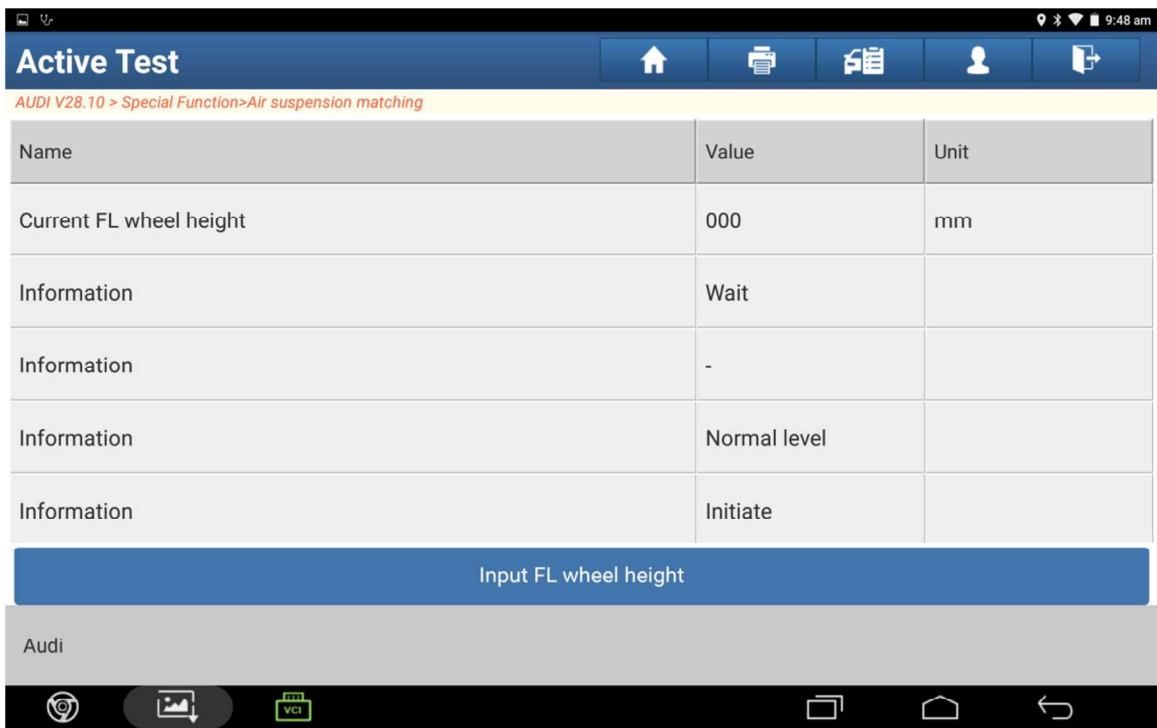 9:48 am
Active Test
AUDI V28.10 > Special Function>Air suspension matching
Name Value Unit
Current FL wheel height 000 mm
Information Wait
Information -
Information Normal level
Information Initiate
Input FL wheel height
Audi
VCI